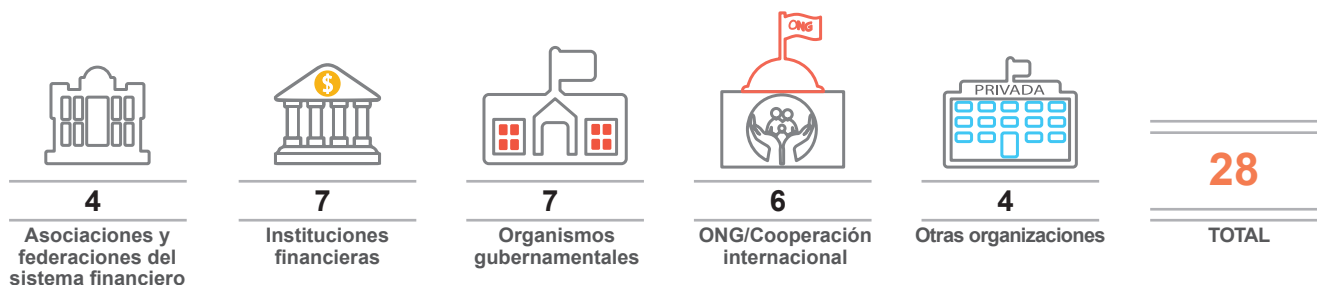 ONG
$
PRIVADA
4
Asociaciones y
federaciones del
sistema financiero
7
Instituciones
financieras
7
Organismos
gubernamentales
6
ONG/Cooperación
internacional
4
Otras organizaciones
28
TOTAL